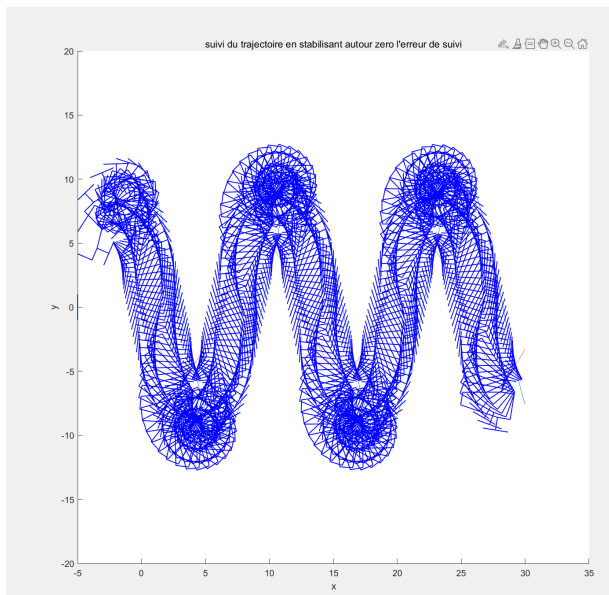 suivi du trajectoire en stabilisant autour zero l'erreur de suivi
20
15
10
5
0
-5
-10
-15
-20
y
-5 0 5 10 15 20 25 30 35
x